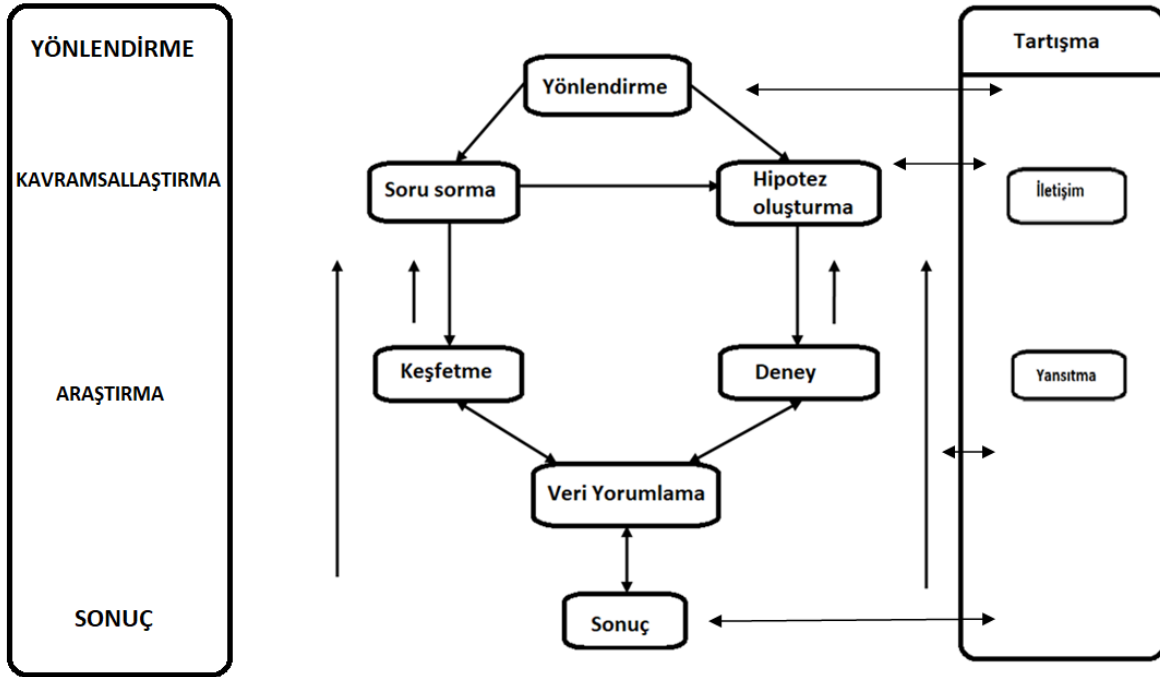 YÖNLENDİRME
KAVRAMSALLAŞTIRMA
ARAŞTIRMA
SONUÇ
Yönlendirme
Soru sorma
Hipotez
oluşturma
Keşfetme
Deney
Veri Yorumlama
Sonuç
Tartışma
İletişim
Yansıtma